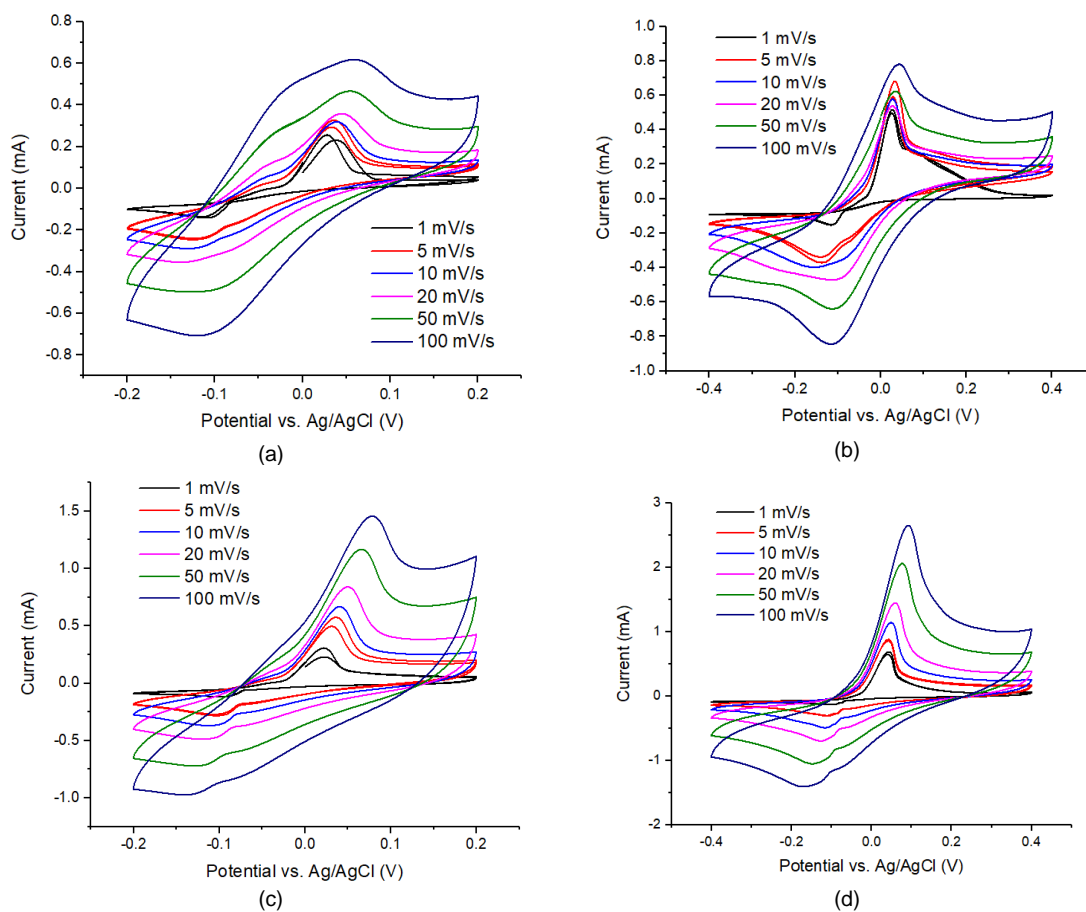 0.8
0.6
0.4
0.2
0.0
-0.2
-0.4
-0.6
-0.8
Current (mA)
1 mV/s
5 mV/s
10 mV/s
20 mV/s
50 mV/s
100 mV/s
-0.2 -0.1 0.0 0.1 0.2
Potential vs. Ag/AgCl (V)
(a)
1.0
0.8
0.6
0.4
0.2
0.0
-0.2
-0.4
-0.6
-0.8
-1.0
Current (mA)
1 mV/s
5 mV/s
10 mV/s
20 mV/s
50 mV/s
100 mV/s
-0.4 -0.2 0.0 0.2 0.4
Potential vs. Ag/AgCl (V)
(b)
1.5
1.0
0.5
0.0
-0.5
-1.0
Current (mA)
1 mV/s
5 mV/s
10 mV/s
20 mV/s
50 mV/s
100 mV/s
-0.2 -0.1 0.0 0.1 0.2
Potential vs. Ag/AgCl (V)
(c)
3
2
1
0
-1
-2
Current (mA)
1 mV/s
5 mV/s
10 mV/s
20 mV/s
50 mV/s
100 mV/s
-0.4 -0.2 0.0 0.2 0.4
Potential vs. Ag/AgCl (V)
(d)